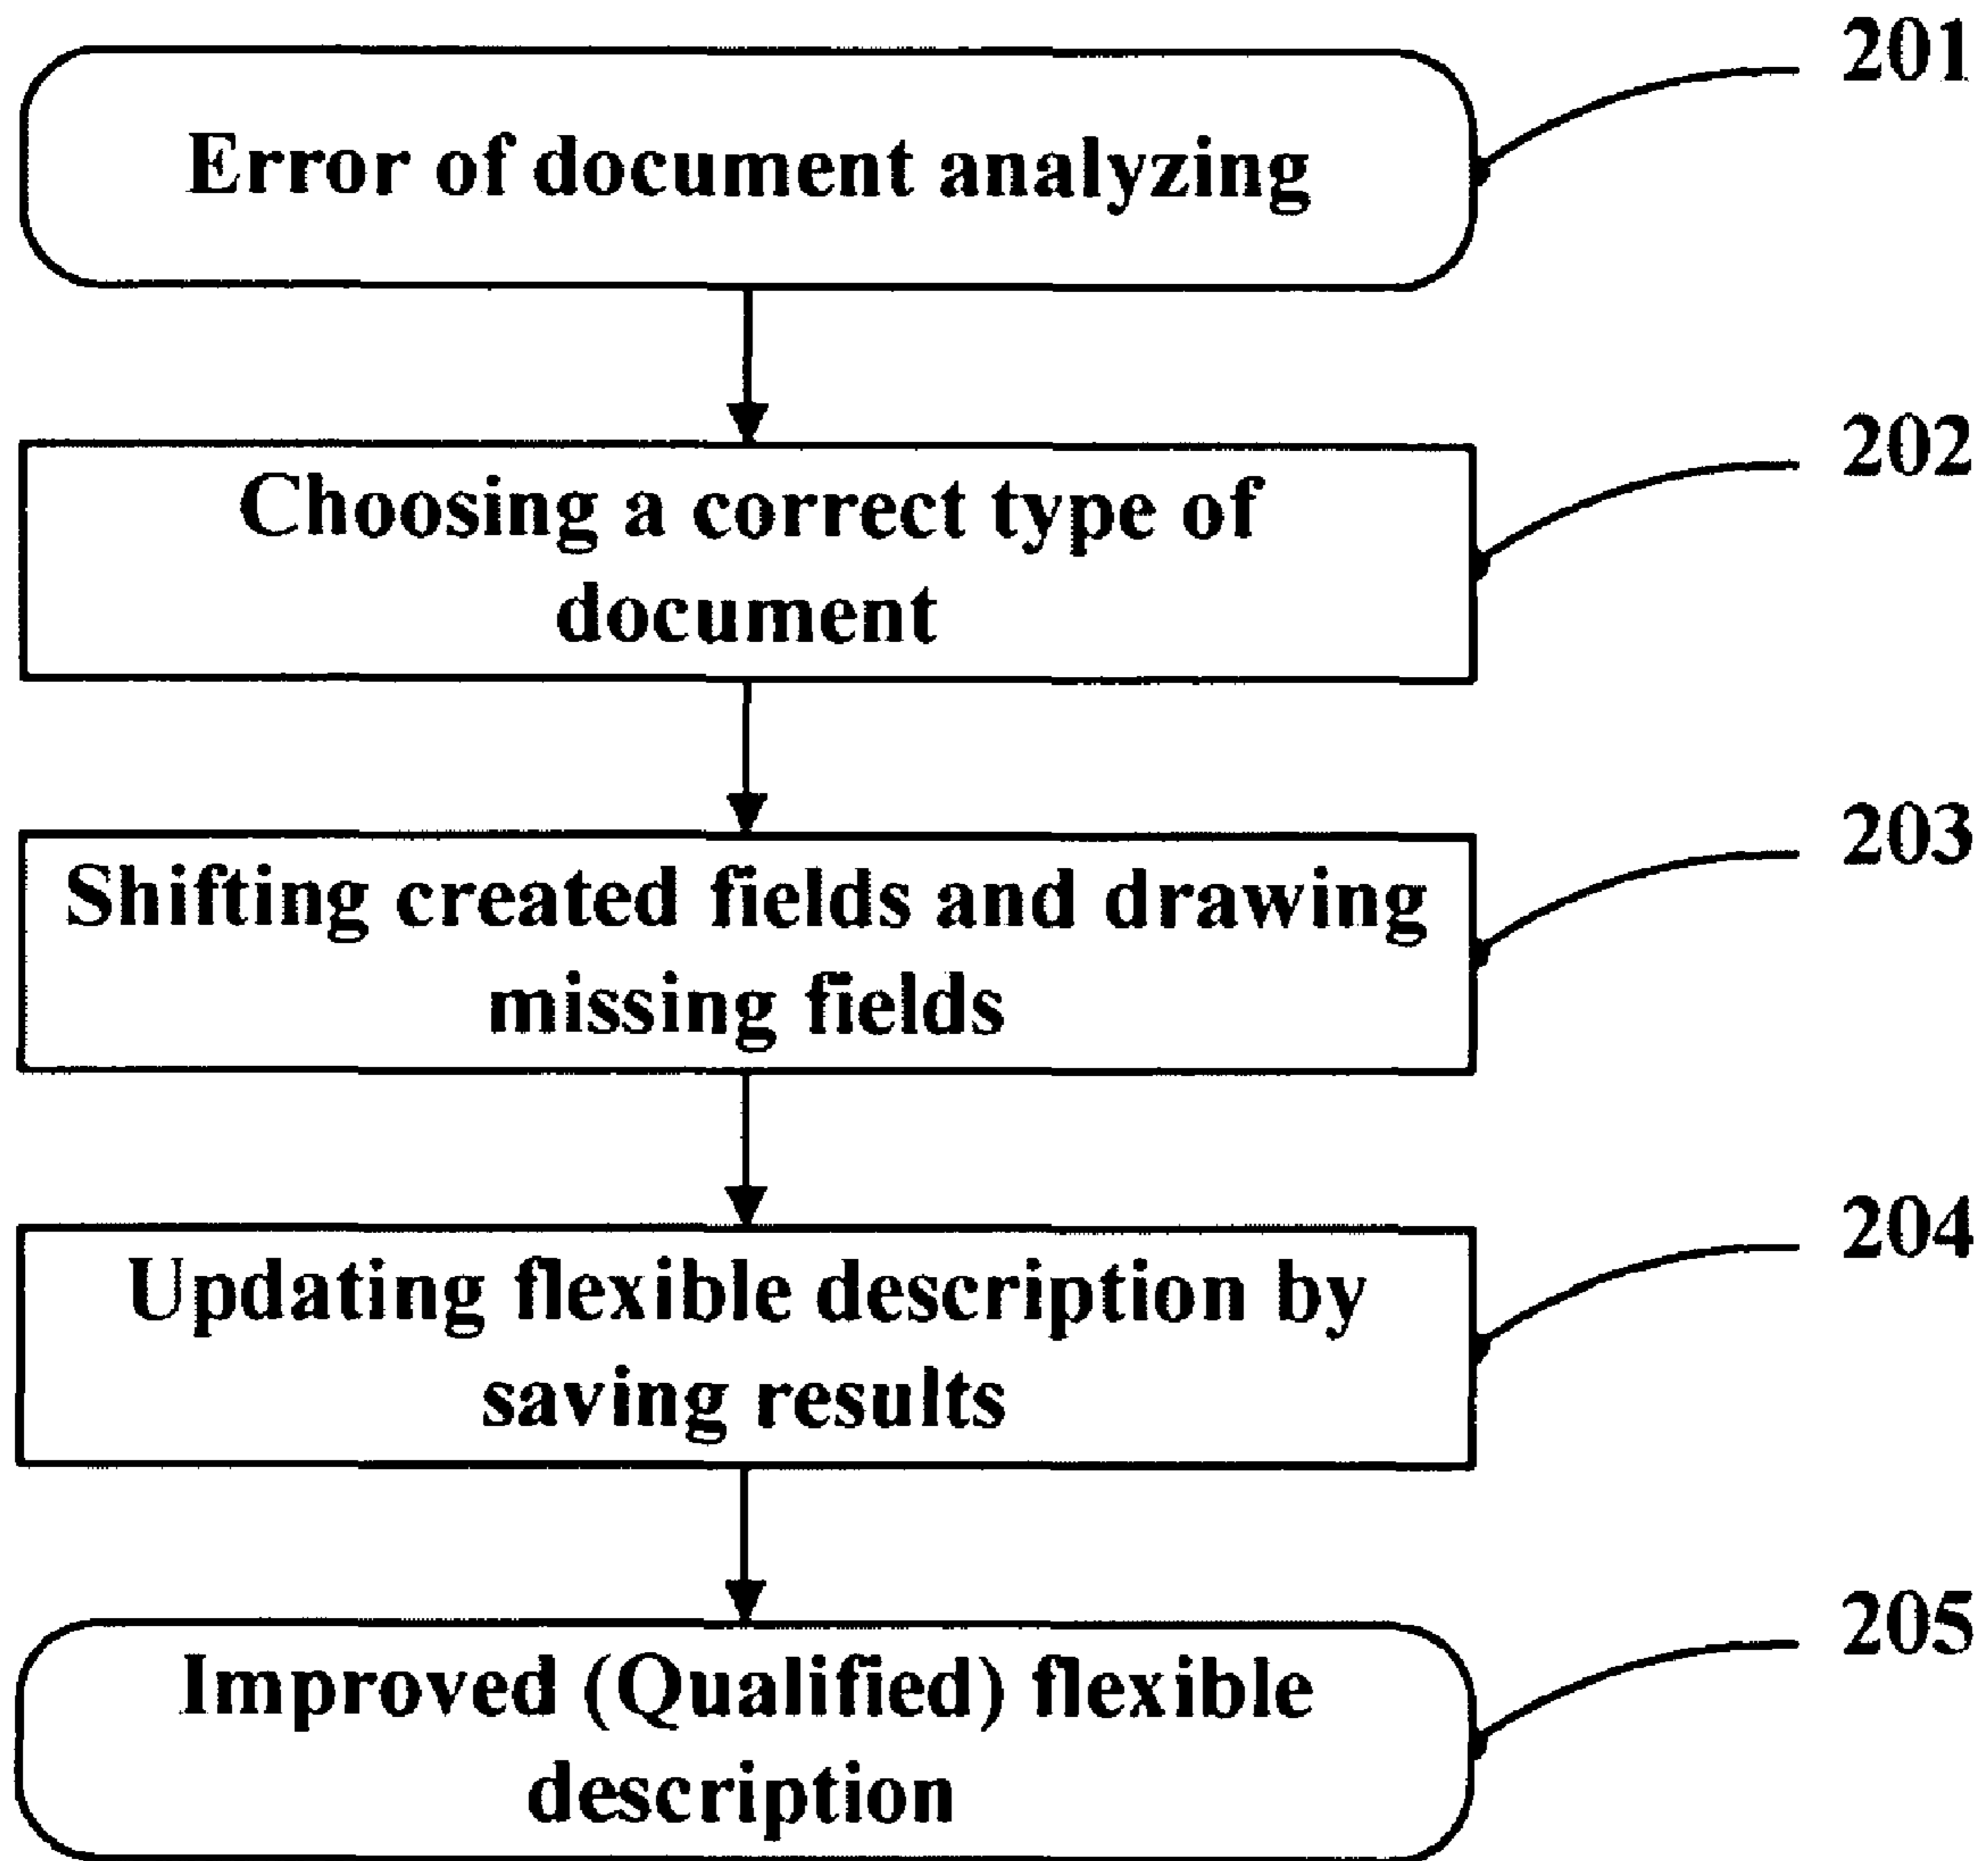 201
Error of document analyzing
202
Choosing a correct type of
document
203
Shifting created fields and drawing
missing fields
204
Updating flexible description by
saving results
205
Improved (Qualified) flexible
description